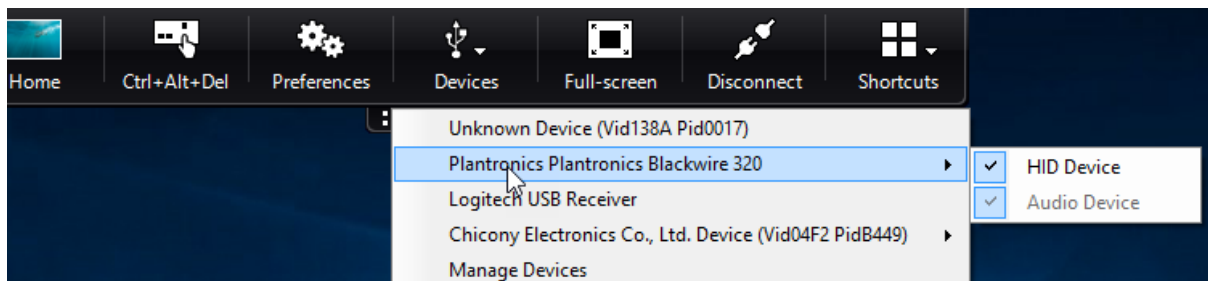 Home Ctrl+Alt+Del Preferences Devices Full-screen Disconnect Shortcuts
Unknown Device (Vid138A Pid0017)
Plantronics Plantronics Blackwire 320
HID Device
Logitech USB Receiver
Audio Device
Chicony Electronics Co., Ltd. Device (Vid04F2 PidB449)
Manage Devices